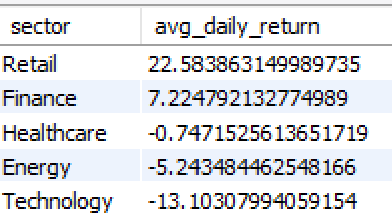 sector avg_daily_return
Retail 22.583863149989735
Finance 7.224792132774989
Healthcare -0.7471525613651719
Energy -5.243484462548166
Technology -13.10307994059154